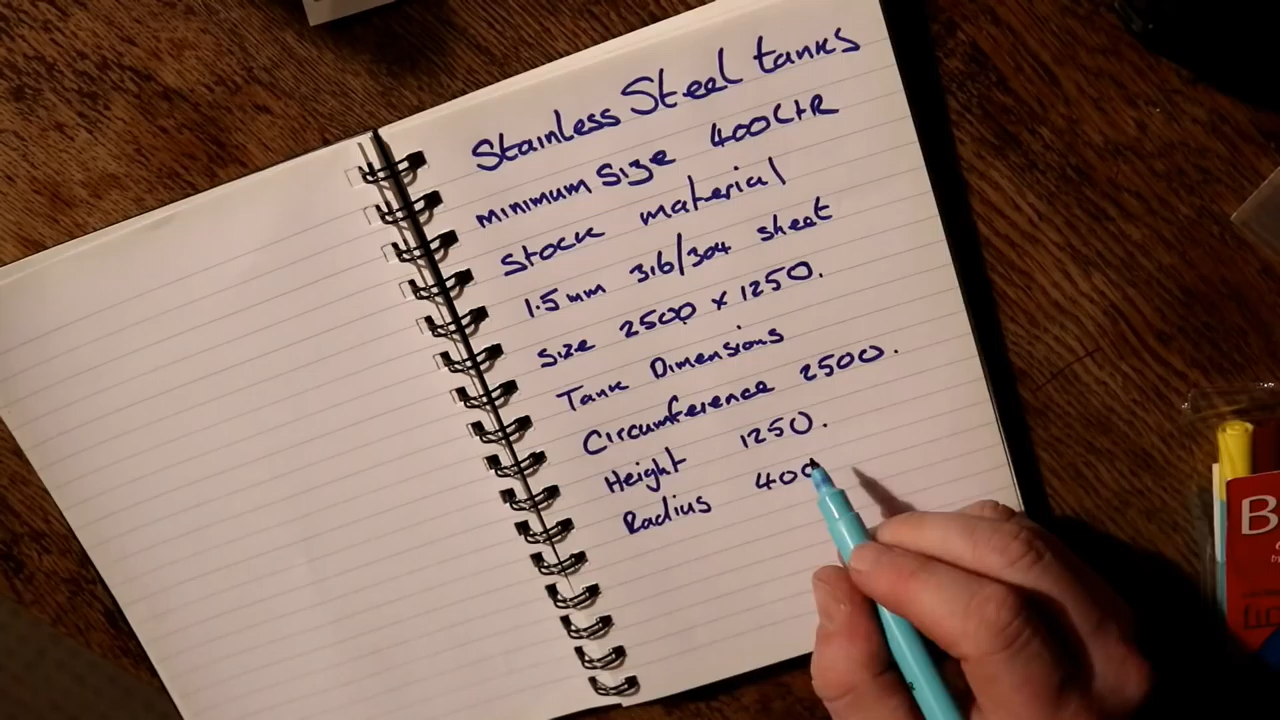 Stainless Steel tanks
minimum Size 400LtR
Stock material
1.5mm 316/304 sheet
Size 2500 x 1250.
Tank Dimensions
Circumference 2500.
Height 1250.
Radius 400
B